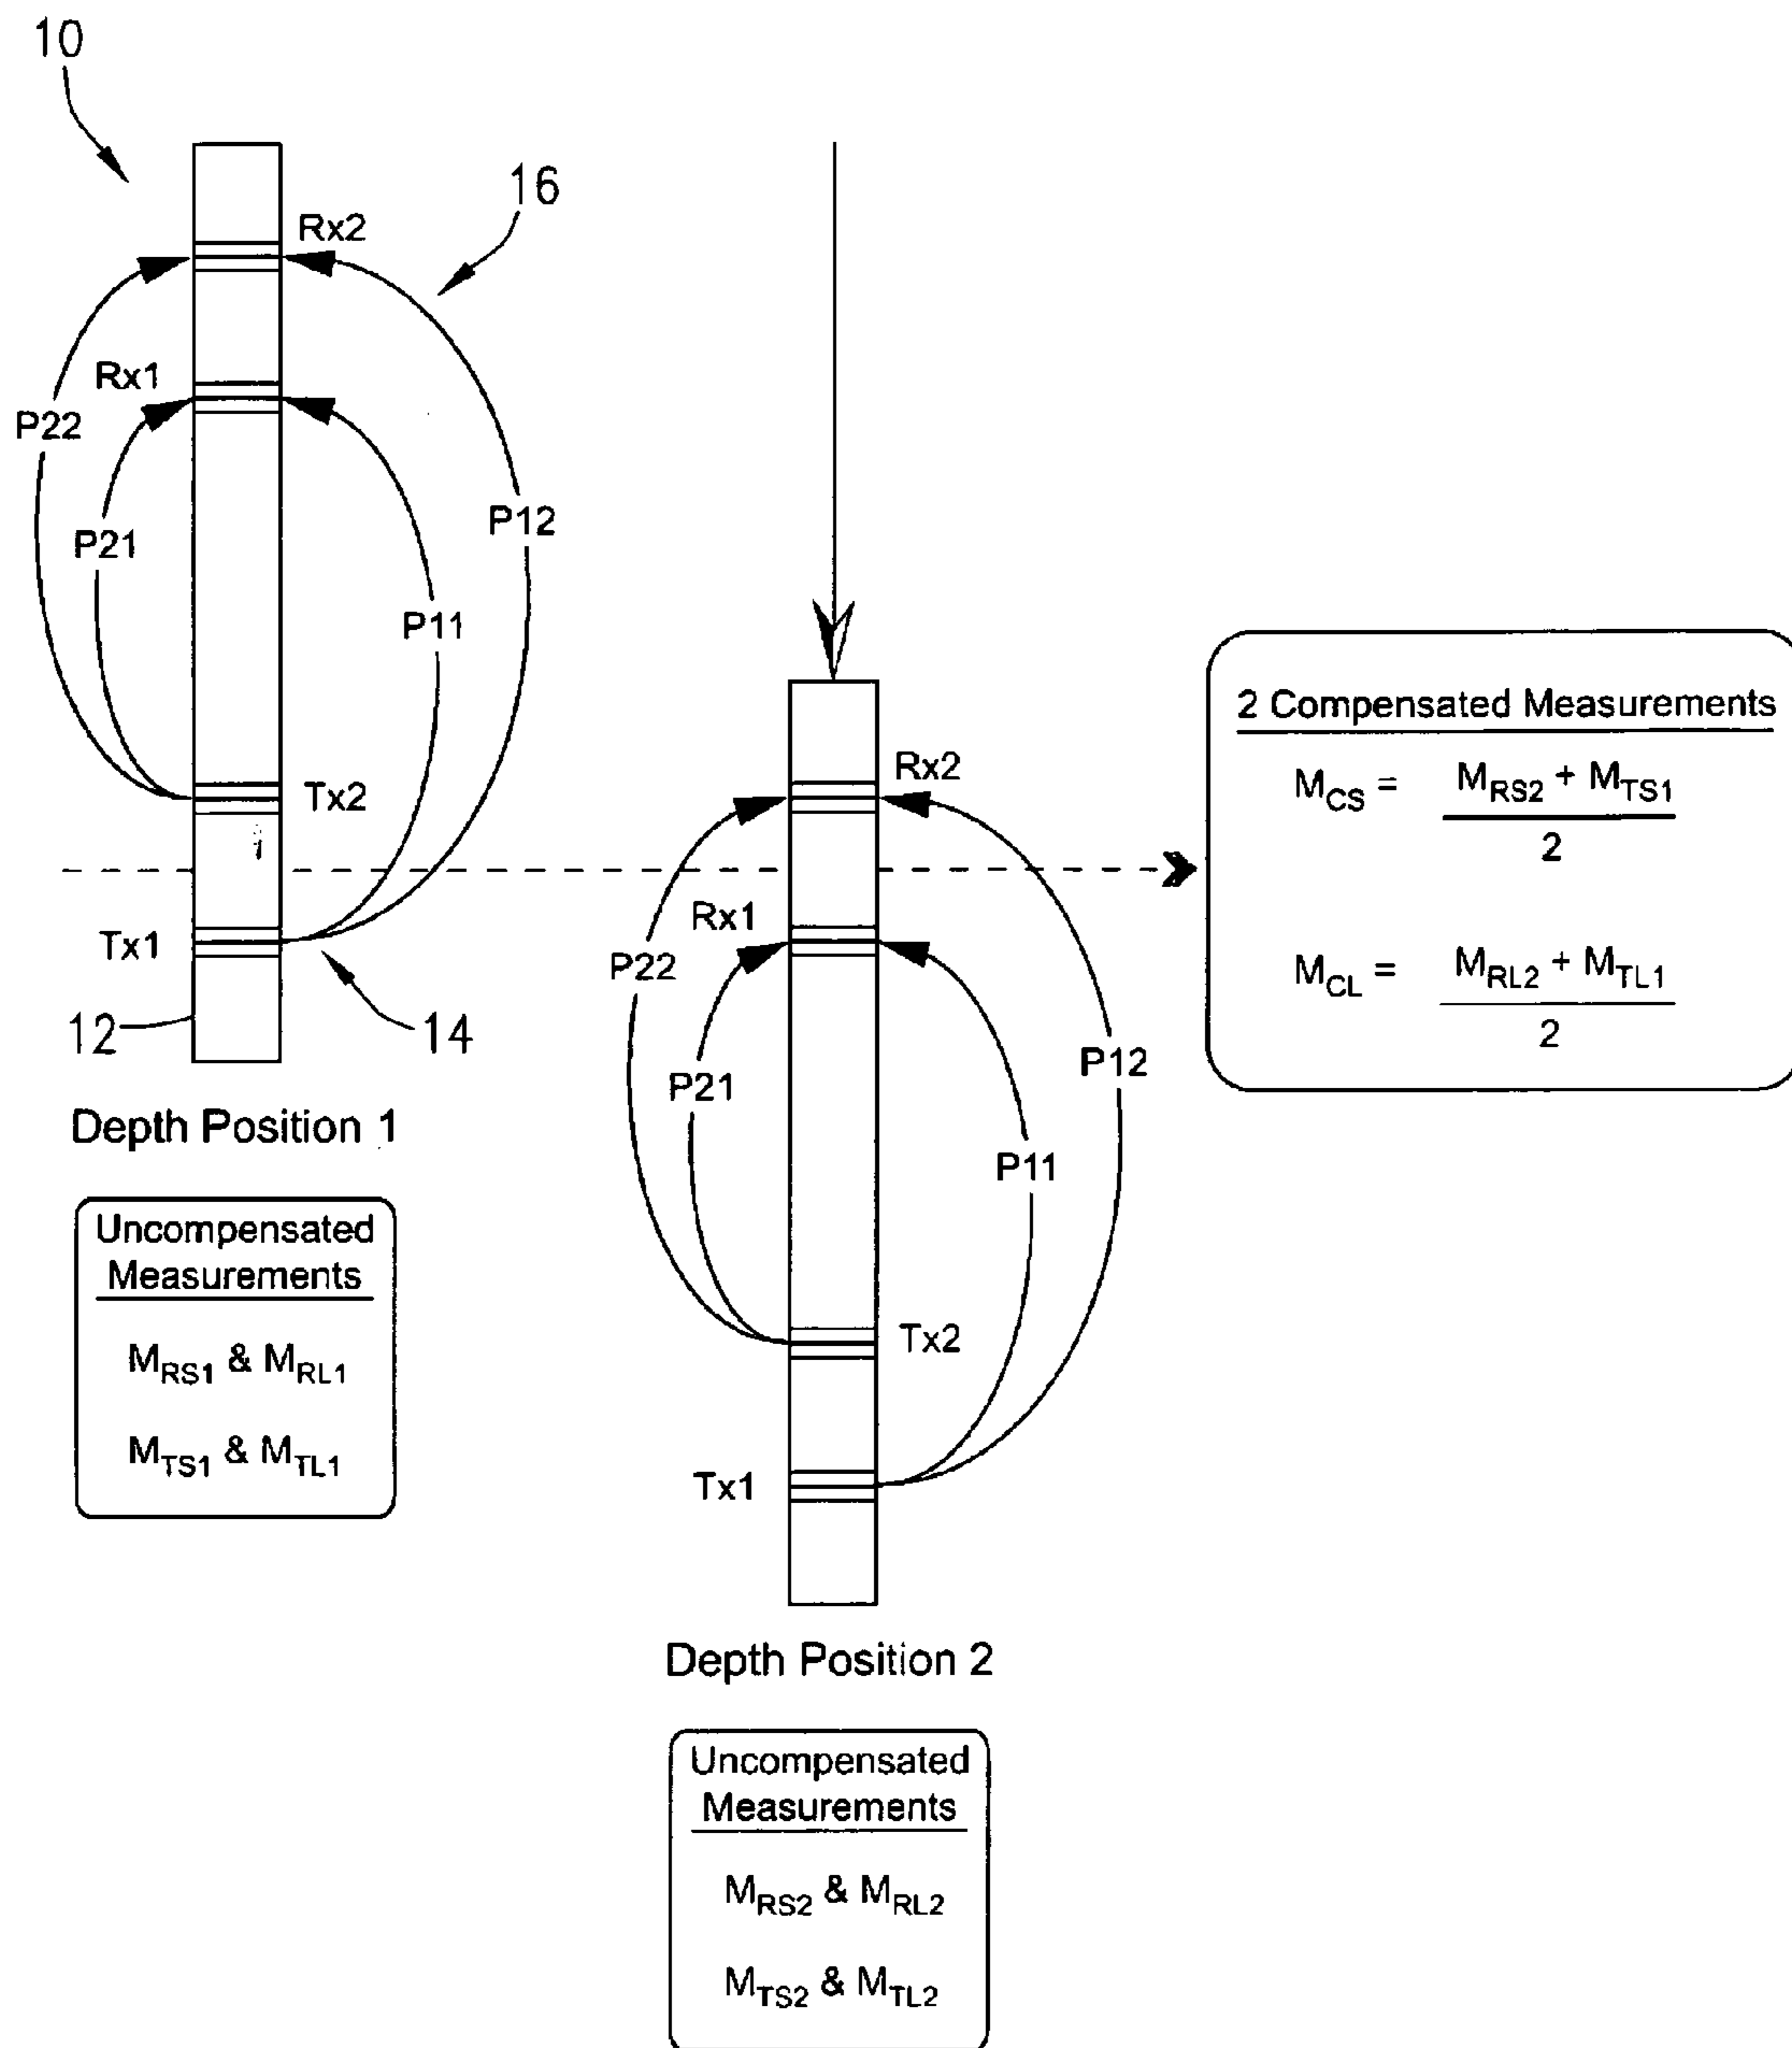 10
16
Rx2
Rx1
P22
P12
P21
P11
Tx2
Tx1
12
14
Depth Position 1
Uncompensated
Measurements
M_RS1 & M_RL1
M_TS1 & M_TL1
Rx2
Rx1
P22
P12
P21
P11
Tx2
Tx1
Depth Position 2
Uncompensated
Measurements
M_RS2 & M_RL2
M_TS2 & M_TL2
2 Compensated Measurements
M_CS = M_RS2 + M_TS1
2
M_CL = M_RL2 + M_TL1
2